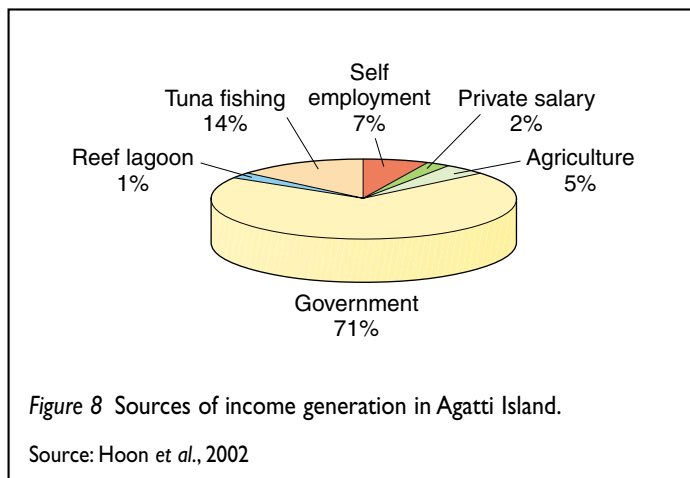 Self
employment
7%
Tuna fishing
14%
Private salary
2%
Reef lagoon
1%
Agriculture
5%
Government
71%
Figure 8 Sources of income generation in Agatti Island.
Source: Hoon et al., 2002